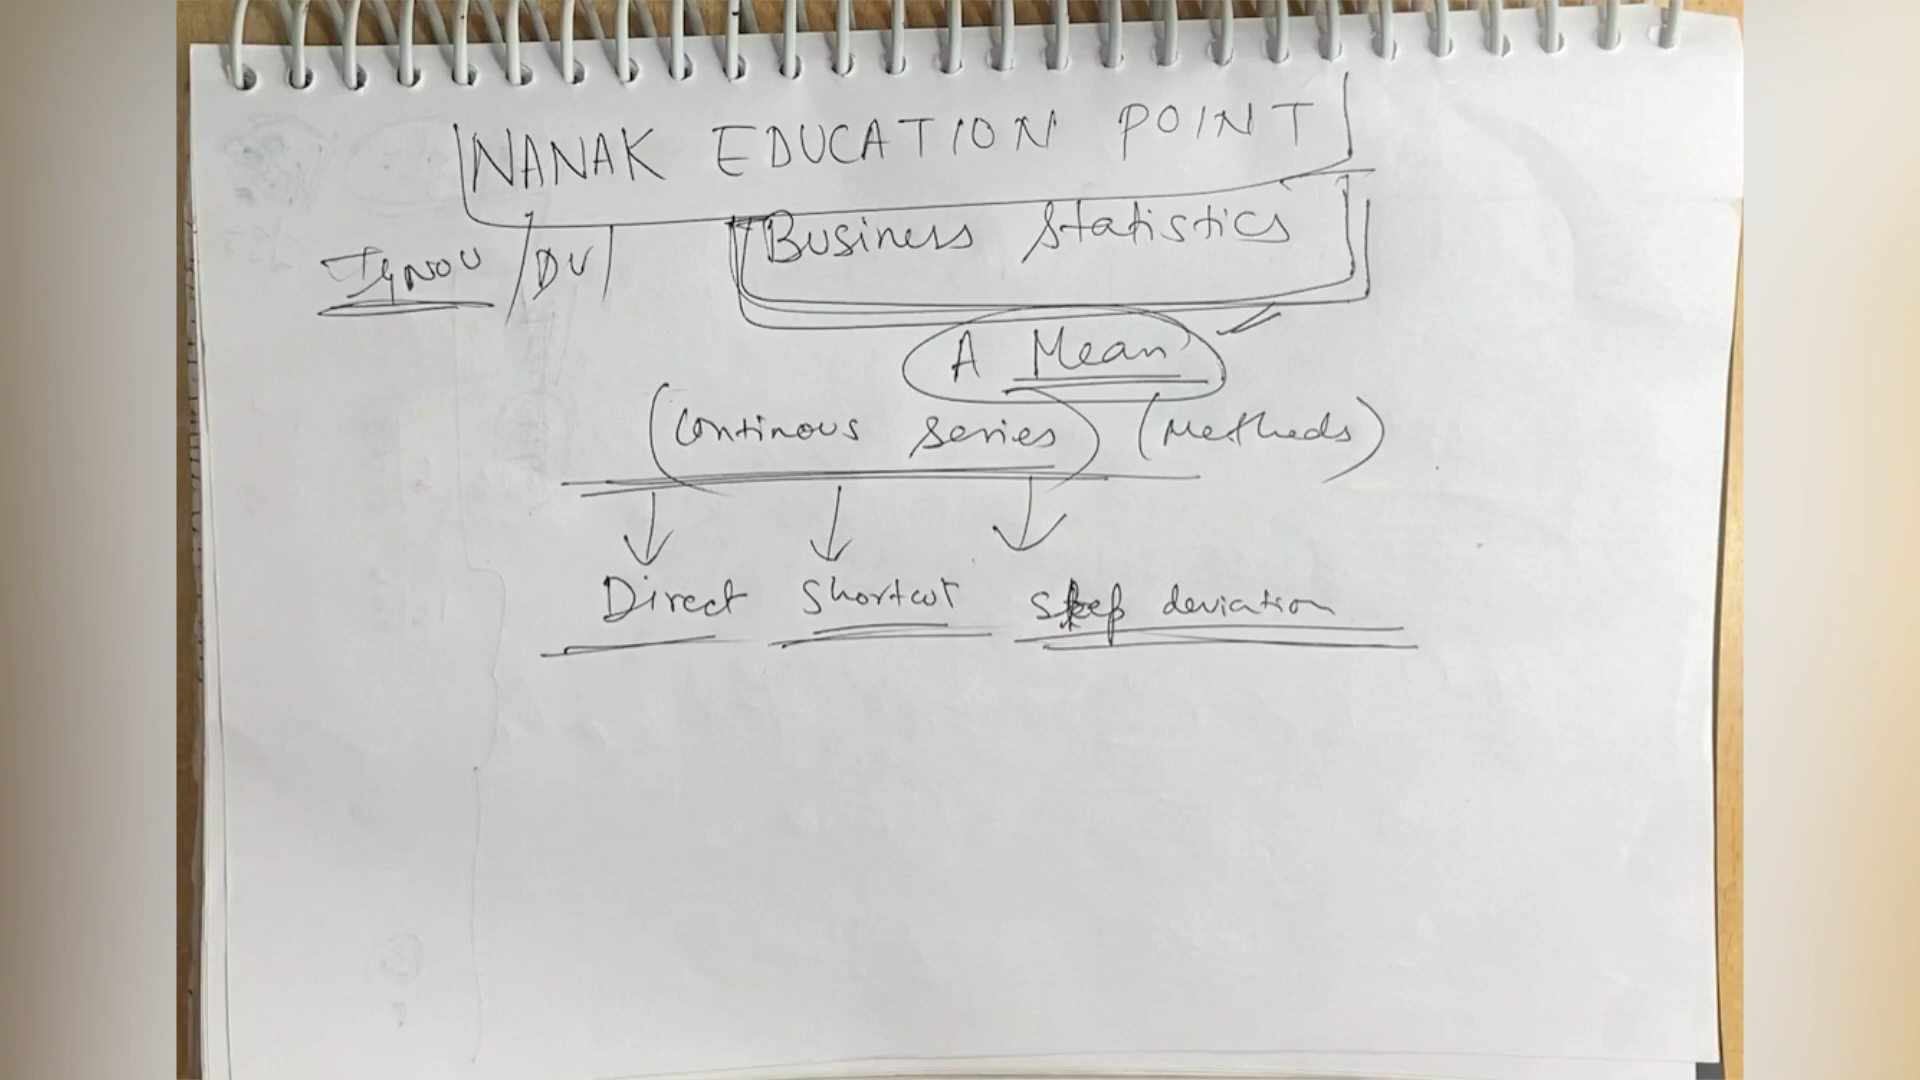 NANAK EDUCATION POINT
Business Statistics
Ignou / DU
A Mean
(Continous Series) (Methods)
Direct Shortcut Step deviation